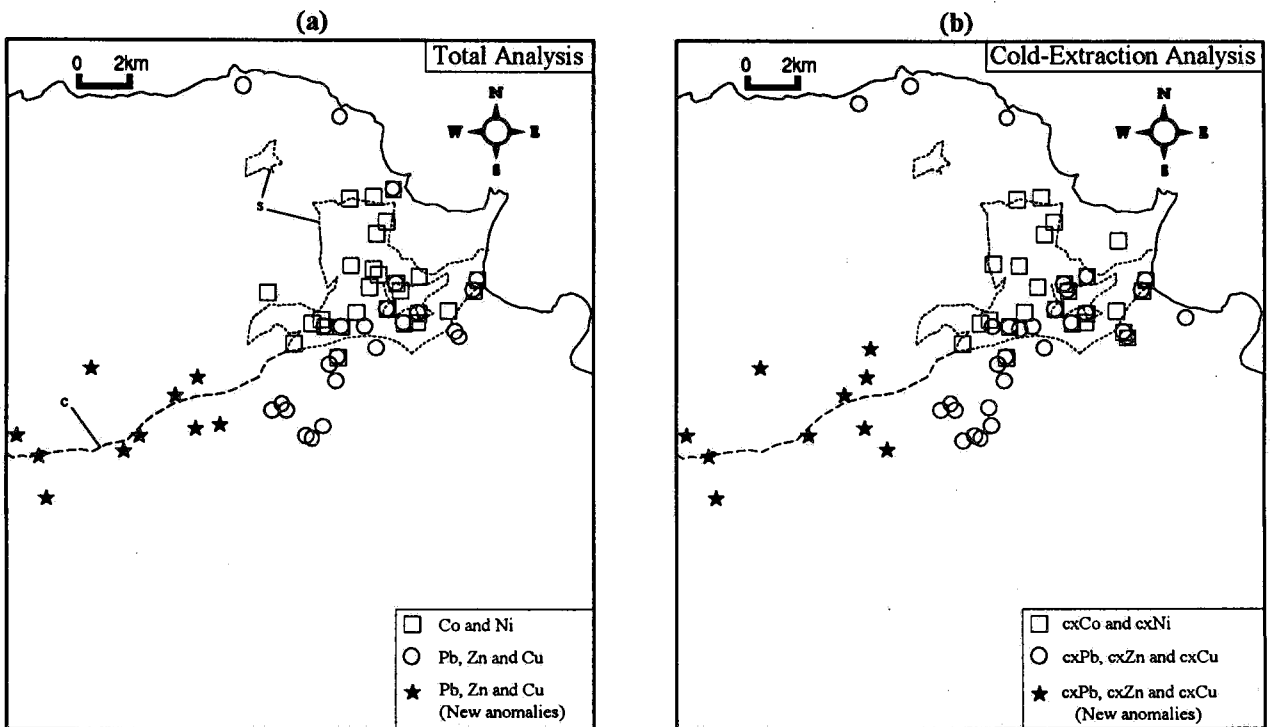 (a)
Total Analysis
0 2km
N
W E
S
s
c
Co and Ni
Pb, Zn and Cu
Pb, Zn and Cu
(New anomalies)
(b)
Cold-Extraction Analysis
0 2km
N
W E
S
cxCo and cxNi
cxPb, cxZn and cxCu
cxPb, cxZn and cxCu
(New anomalies)